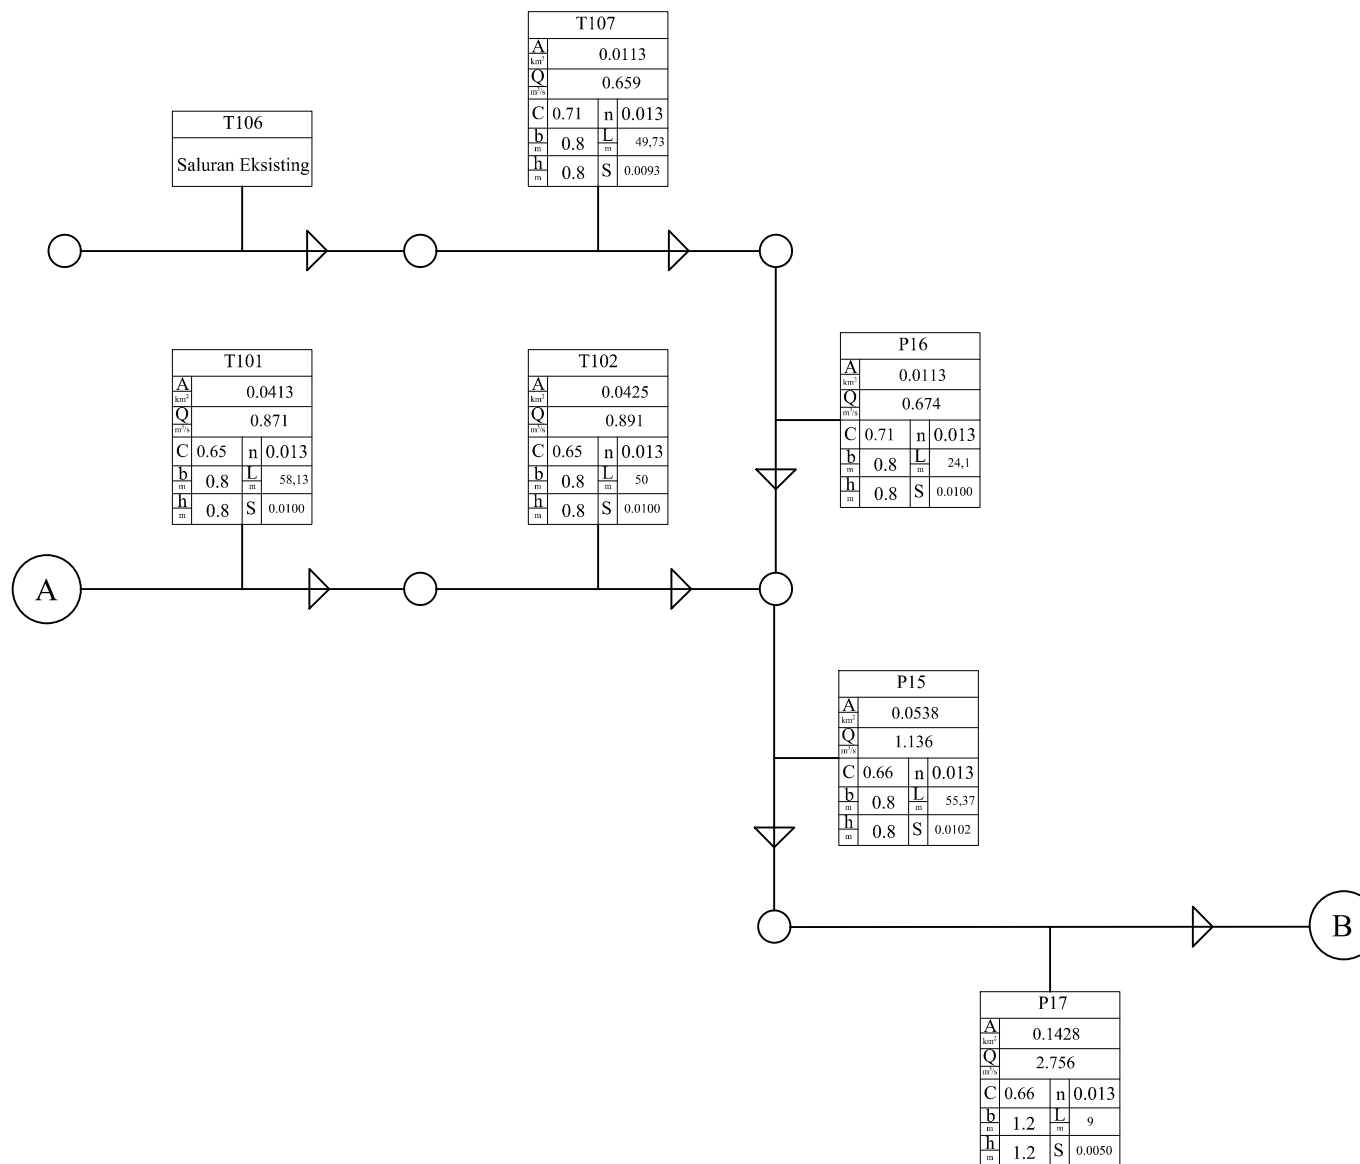 T107
A km² 0.0113
Q m³/s 0.659
C 0.71 n 0.013
b m 0.8 L m 49,73
h m 0.8 S 0.0093
T106
Saluran Eksisting
P16
A km² 0.0113
Q m³/s 0.674
C 0.71 n 0.013
b m 0.8 L m 24,1
h m 0.8 S 0.0100
T101
A km² 0.0413
Q m³/s 0.871
C 0.65 n 0.013
b m 0.8 L m 58,13
h m 0.8 S 0.0100
T102
A km² 0.0425
Q m³/s 0.891
C 0.65 n 0.013
b m 0.8 L m 50
h m 0.8 S 0.0100
A
P15
A km² 0.0538
Q m³/s 1.136
C 0.66 n 0.013
b m 0.8 L m 55,37
h m 0.8 S 0.0102
B
P17
A km² 0.1428
Q m³/s 2.756
C 0.66 n 0.013
b m 1.2 L m 9
h m 1.2 S 0.0050